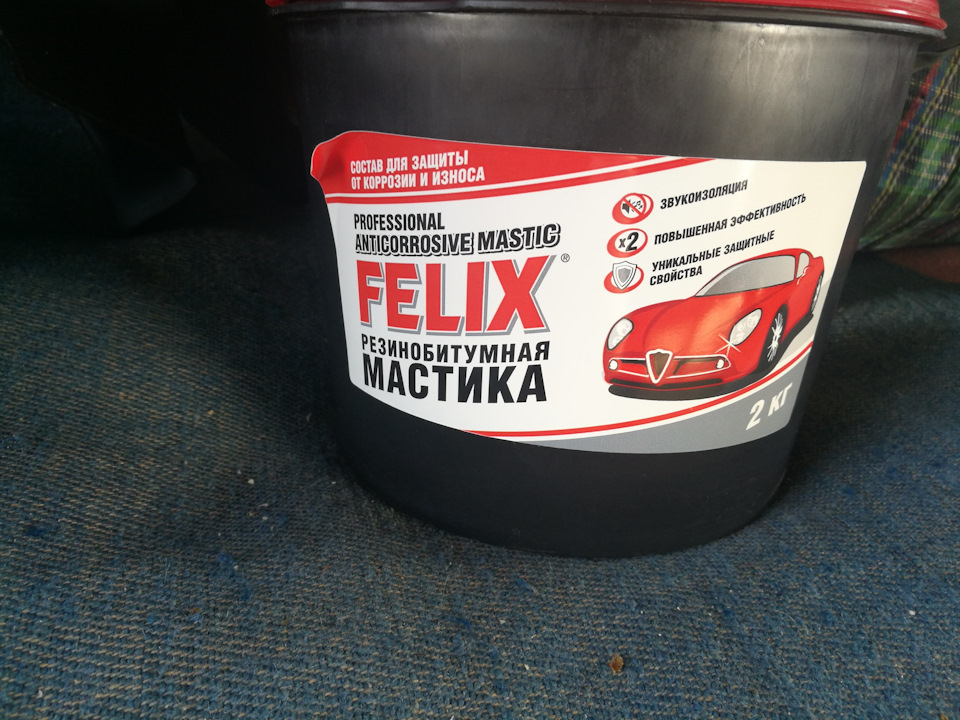 СОСТАВ ДЛЯ ЗАЩИТЫ
ОТ КОРРОЗИИ И ИЗНОСА
PROFESSIONAL
ANTICORROSIVE MASTIC
FELIX®
РЕЗИНОБИТУМНАЯ
МАСТИКА
ЗВУКОИЗОЛЯЦИЯ
x2 ПОВЫШЕННАЯ ЭФФЕКТИВНОСТЬ
УНИКАЛЬНЫЕ ЗАЩИТНЫЕ
СВОЙСТВА
2 КГ